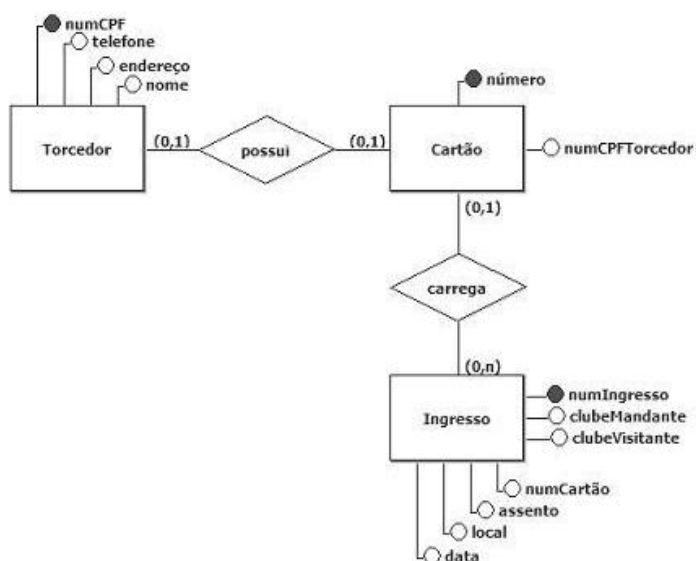 numCPF
telefone
endereço
nome
Torcedor
(0,1)
possui
(0,1)
número
Cartão
numCPFTorcedor
(0,1)
carrega
(0,n)
Ingresso
numIngresso
clubeMandante
clubeVisitante
numCartão
assento
local
data